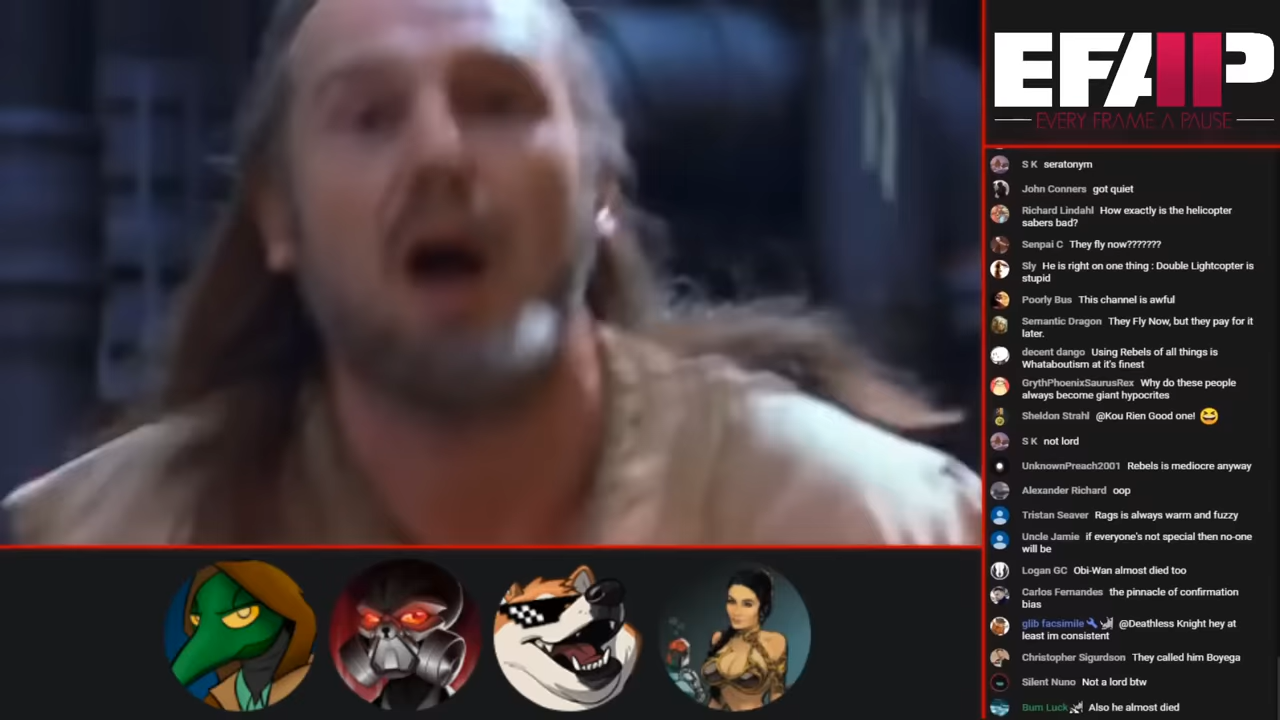 EFAP
EVERY FRAME A PAUSE
S K seratonym
John Conners got quiet
Richard Lindahl How exactly is the helicopter
sabers bad?
Senpai C They fly now???????
Sly He is right on one thing : Double Lightcopter is
stupid
Poorly Bus This channel is awful
Semantic Dragon They Fly Now, but they pay for it
later.
decent dango Using Rebels of all things is
Whataboutism at it's finest
GrythPhoenixSaurusRex Why do these people
always become giant hypocrites
Sheldon Strahl @Kou Rien Good one! 😆
S K not lord
UnknownPreach2001 Rebels is mediocre anyway
Alexander Richard oop
Tristan Seaver Rags is always warm and fuzzy
Uncle Jamie if everyone's not special then no-one
will be
Logan GC Obi-Wan almost died too
Carlos Fernandes the pinnacle of confirmation
bias
glib facsimile @Deathless Knight hey at
least im consistent
Christopher Sigurdson They called him Boyega
Silent Nuno Not a lord btw
Bum Luck Also he almost died